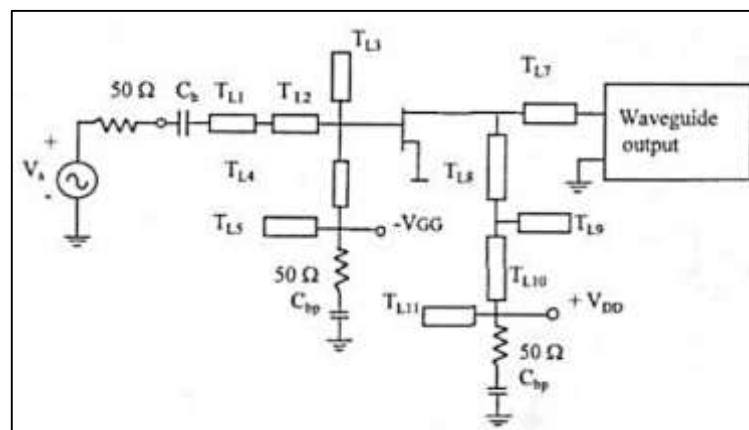 T_L3
T_L7
50 Ω C_b T_L1 T_L2
Waveguide
output
+
V_s
-
T_L4
T_L8
T_L5
-VGG
T_L9
50 Ω
C_bp
T_L10
T_L11
+ V_DD
50 Ω
C_bp